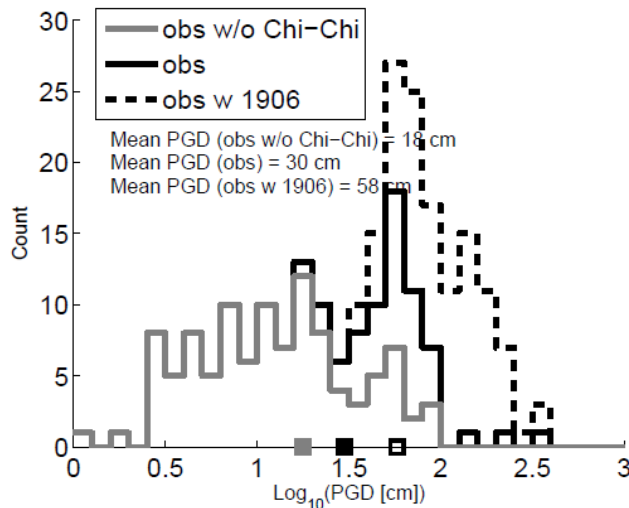 30
25
20
15
10
5
0
Count
obs w/o Chi-Chi
obs
obs w 1906
Mean PGD (obs w/o Chi-Chi) = 18 cm
Mean PGD (obs) = 30 cm
Mean PGD (obs w 1906) = 58 cm
0 0.5 1 1.5 2 2.5 3
Log10(PGD [cm])